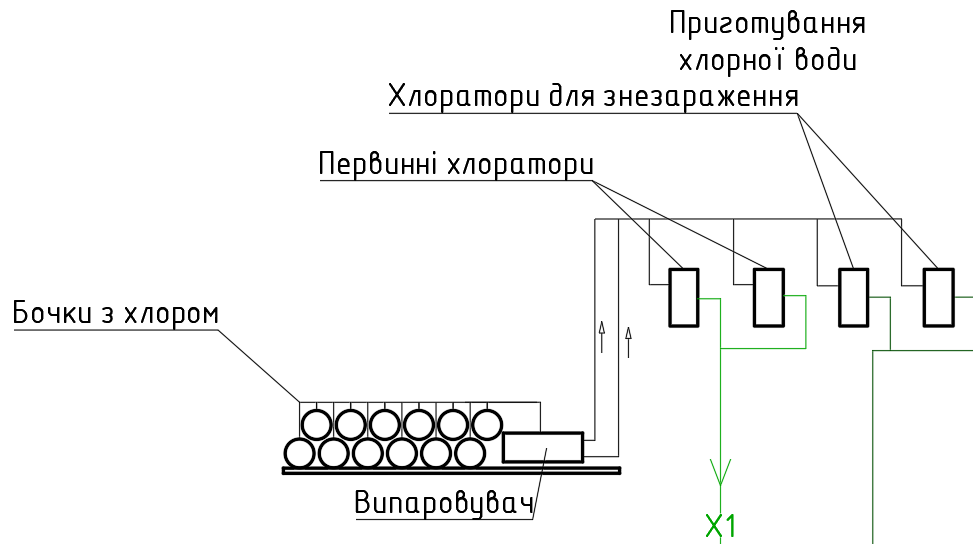 Приготування
хлорної води
Хлоратори для знезараження
Первинні хлоратори
Бочки з хлором
Випаровувач
X1